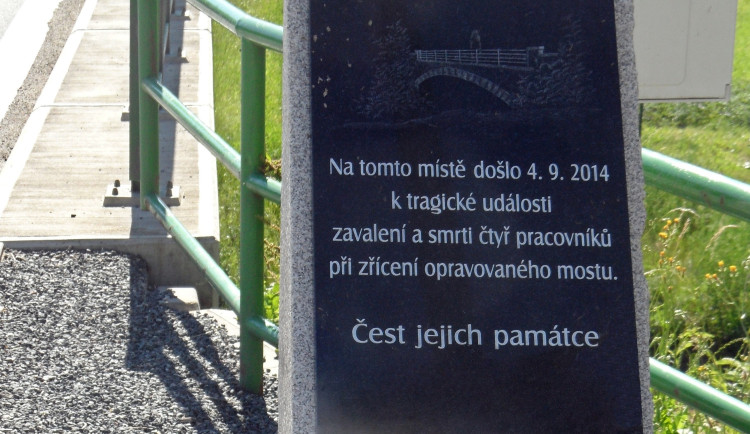 Na tomto místě došlo 4. 9. 2014
k tragické události
zavalení a smrti čtyř pracovníků
při zřícení opravovaného mostu.
Čest jejich památce